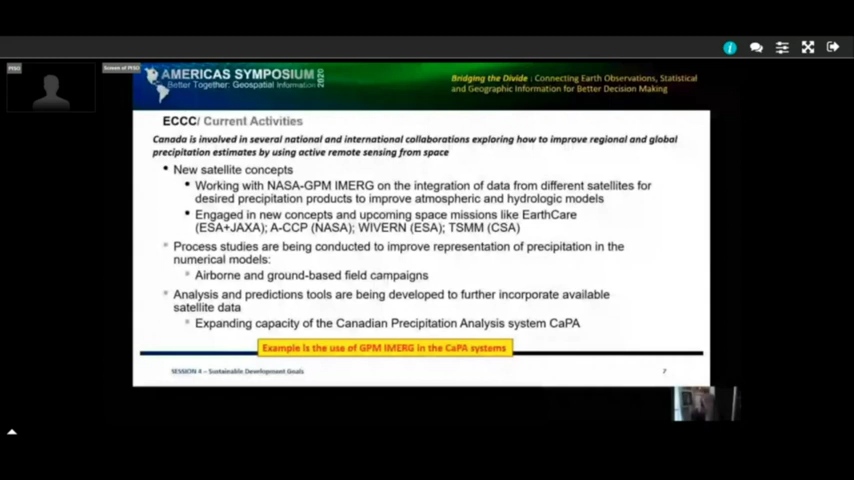 PISO
Screen of PISO
AMERICAS SYMPOSIUM 2020
Better Together: Geospatial Information
Bridging the Divide : Connecting Earth Observations, Statistical
and Geographic Information for Better Decision Making
ECCC/ Current Activities
Canada is involved in several national and international collaborations exploring how to improve regional and global
precipitation estimates by using active remote sensing from space
• New satellite concepts
• Working with NASA-GPM IMERG on the integration of data from different satellites for
desired precipitation products to improve atmospheric and hydrologic models
• Engaged in new concepts and upcoming space missions like EarthCare
(ESA+JAXA); A-CCP (NASA); WIVERN (ESA); TSMM (CSA)
• Process studies are being conducted to improve representation of precipitation in the
numerical models:
• Airborne and ground-based field campaigns
• Analysis and predictions tools are being developed to further incorporate available
satellite data
• Expanding capacity of the Canadian Precipitation Analysis system CaPA
Example is the use of GPM IMERG in the CaPA systems
SESSION 4 – Sustainable Development Goals
7